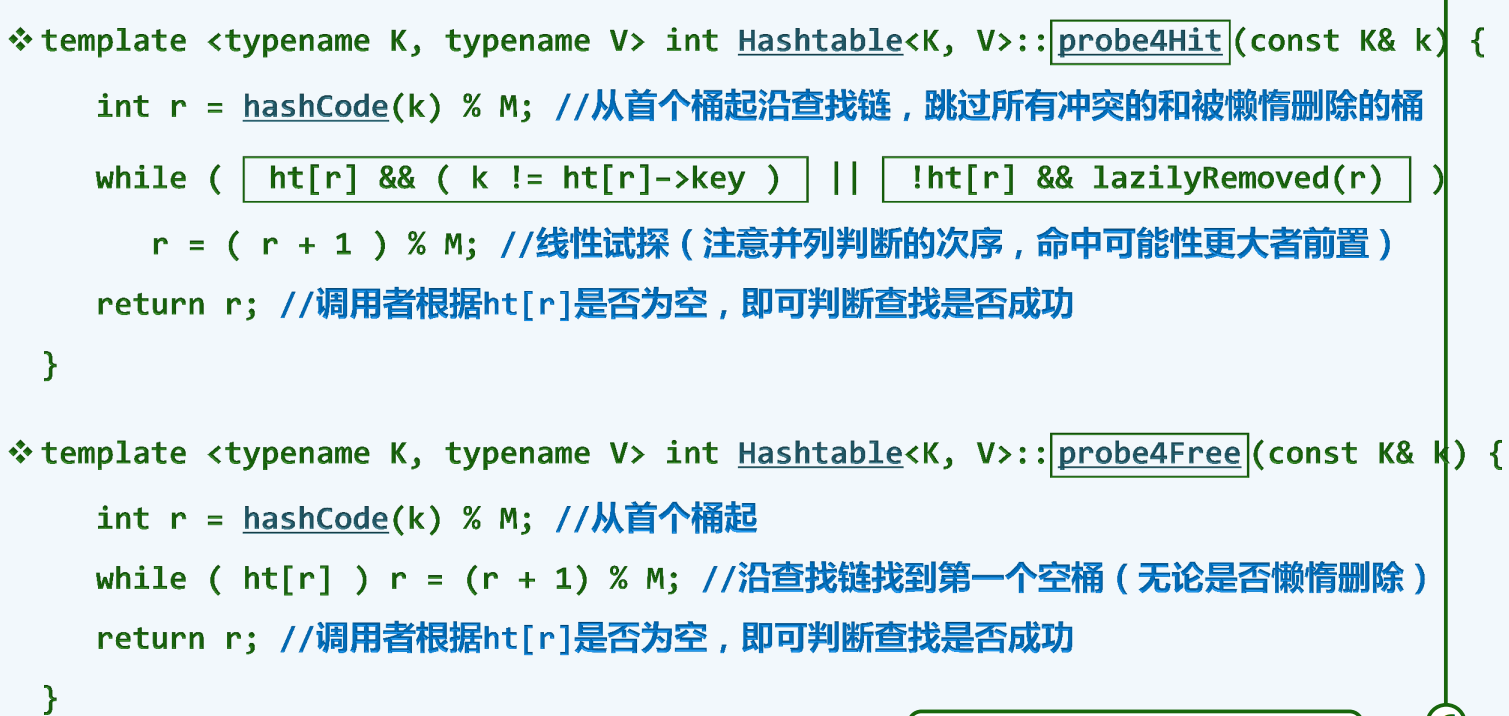 ❖ template <typename K, typename V> int Hashtable<K, V>::probe4Hit(const K& k) {
int r = hashCode(k) % M; //从首个桶起沿查找链，跳过所有冲突的和被懒惰删除的桶
while ( ht[r] && ( k != ht[r]->key ) || !ht[r] && lazilyRemoved(r) )
r = ( r + 1 ) % M; //线性试探（注意并列判断的次序，命中可能性更大者前置）
return r; //调用者根据ht[r]是否为空，即可判断查找是否成功
}
❖ template <typename K, typename V> int Hashtable<K, V>::probe4Free(const K& k) {
int r = hashCode(k) % M; //从首个桶起
while ( ht[r] ) r = (r + 1) % M; //沿查找链找到第一个空桶（无论是否懒惰删除）
return r; //调用者根据ht[r]是否为空，即可判断查找是否成功
}